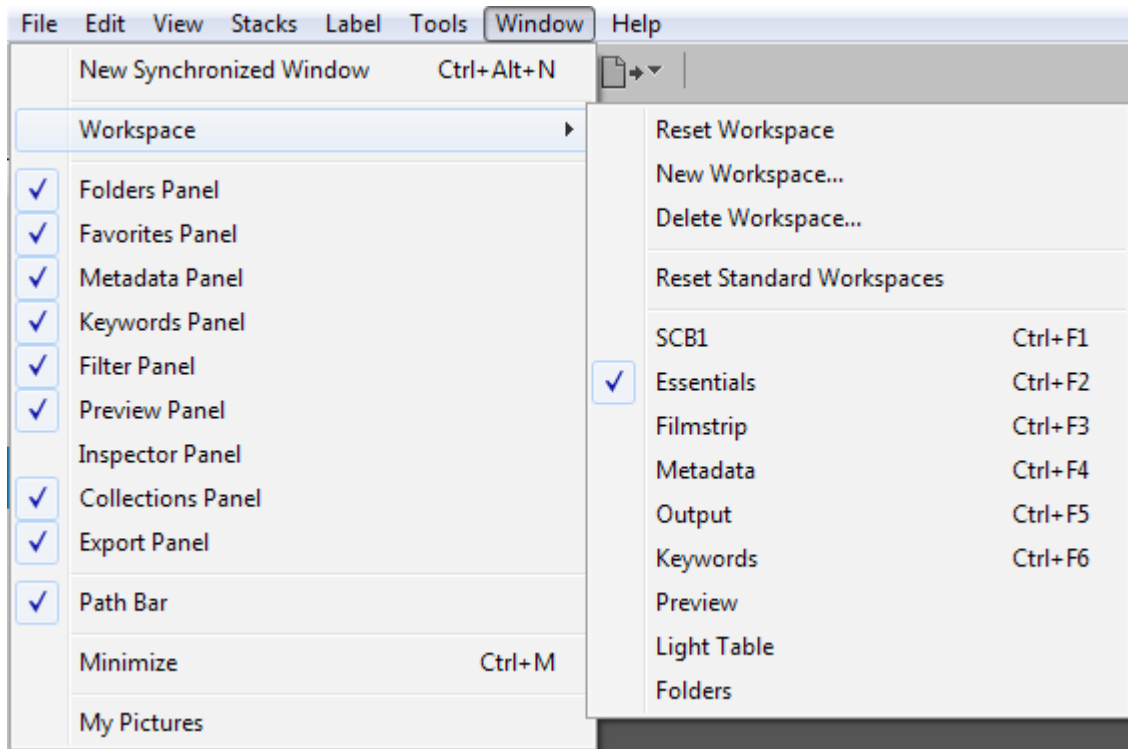 File Edit View Stacks Label Tools Window Help
New Synchronized Window Ctrl+Alt+N
Workspace
Folders Panel
Favorites Panel
Metadata Panel
Keywords Panel
Filter Panel
Preview Panel
Inspector Panel
Collections Panel
Export Panel
Path Bar
Minimize Ctrl+M
My Pictures
Reset Workspace
New Workspace...
Delete Workspace...
Reset Standard Workspaces
SCB1 Ctrl+F1
Essentials Ctrl+F2
Filmstrip Ctrl+F3
Metadata Ctrl+F4
Output Ctrl+F5
Keywords Ctrl+F6
Preview
Light Table
Folders